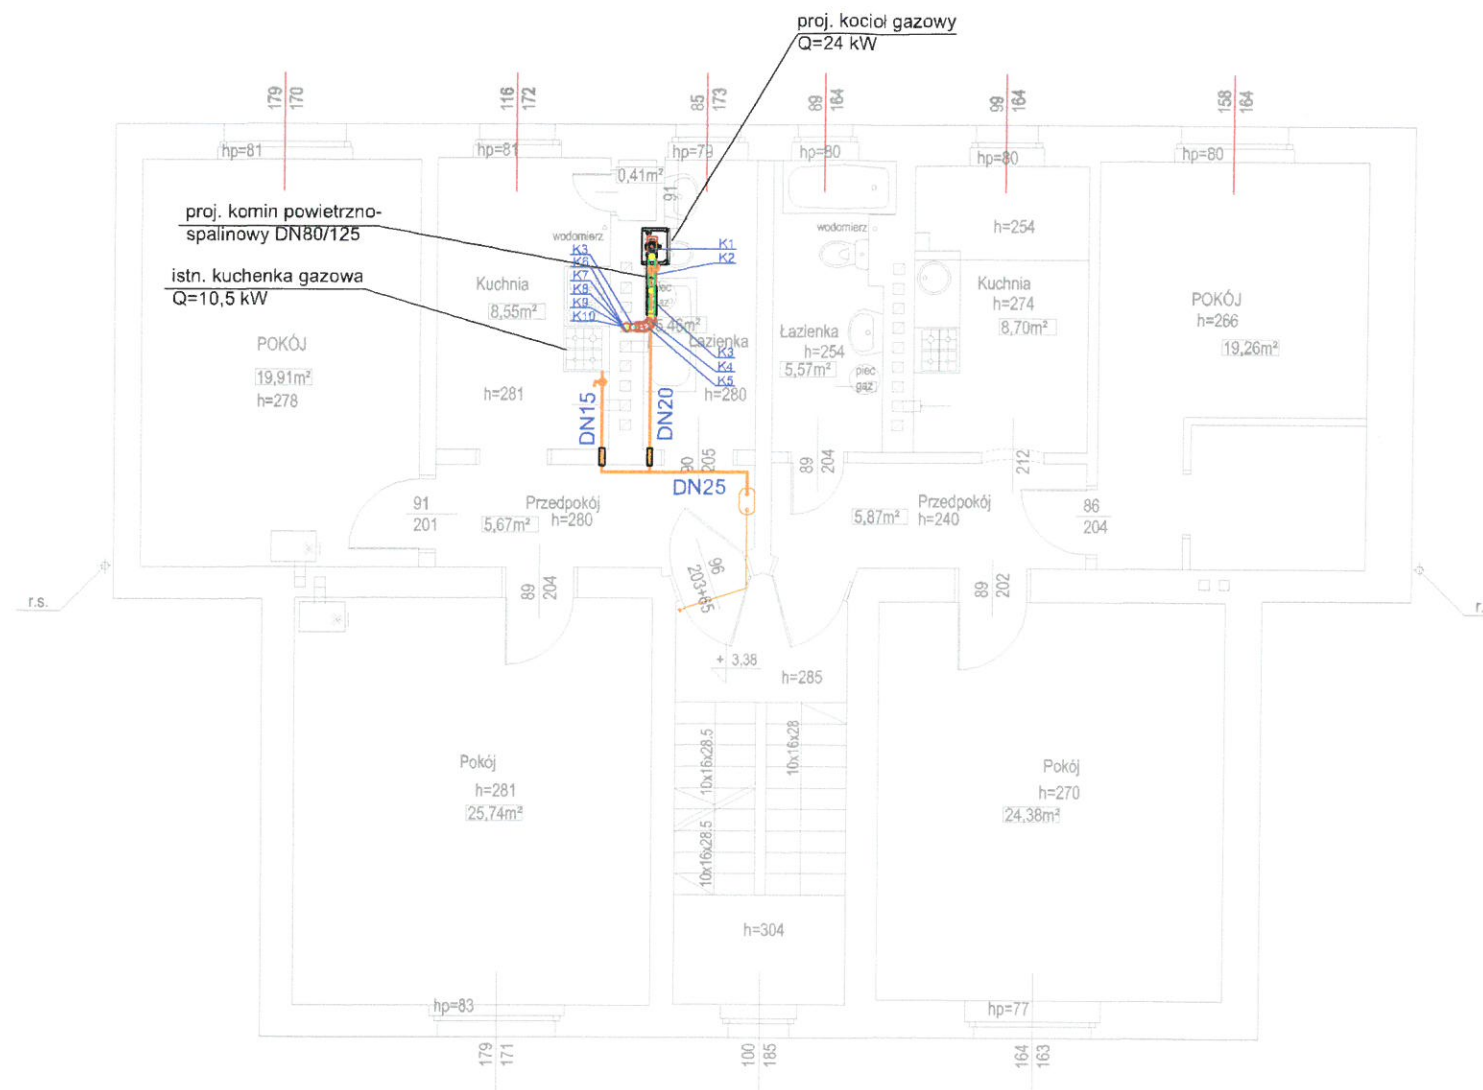 proj. kocioł gazowy
Q=24 kW
179
170
116
172
85
173
89
164
99
164
158
164
hp=81
hp=81
hp=79
hp=80
hp=80
hp=80
0,41m²
91
proj. komin powietrzno-
spalinowy DN80/125
istn. kuchenka gazowa
Q=10,5 kW
wodomierz
K3
K6
K7
K8
K9
K10
K1
K2
K3
K4
K5
Kuchnia
8,55m²
h=281
POKÓJ
19,91m²
h=278
Łazienka
h=280
wodomierz
Łazienka
h=254
5,57m²
piec
gaz
h=254
Kuchnia
h=274
8,70m²
POKÓJ
h=266
19,26m²
DN15
DN20
DN25
90
205
89
204
212
91
201
Przedpokój
5,67m²
h=280
Przedpokój
5,87m²
h=240
86
204
89
204
96
203+65
89
202
r.s.
r.
+ 3,38
h=285
10x16x28.5
10x16x28
10x16x28.5
Pokój
h=281
25,74m²
Pokój
h=270
24,38m²
h=304
hp=83
hp=77
179
171
100
185
164
163